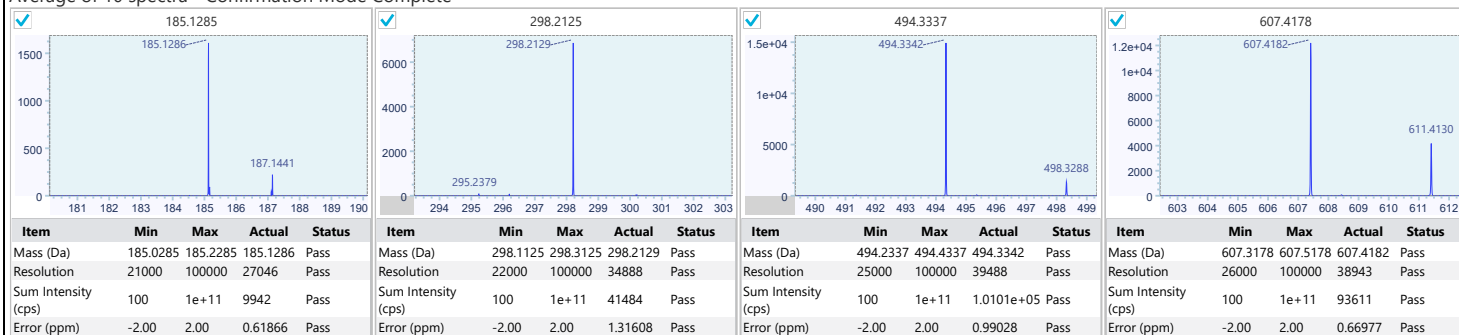 185.1285 298.2125 494.3337 607.4178
1500 185.1286 6000 298.2129 1.5e+04 494.3342 1.2e+04 607.4182
1e+04
1000 4000 1e+04 8000
6000 611.4130
500 187.1441 2000 5000 4000
295.2379 498.3288 2000
0 0 0 0
181 182 183 184 185 186 187 188 189 190 294 295 296 297 298 299 300 301 302 303 490 491 492 493 494 495 496 497 498 499 603 604 605 606 607 608 609 610 611 612
Item Min Max Actual Status Item Min Max Actual Status Item Min Max Actual Status Item Min Max Actual Status
Mass (Da) 185.0285 185.2285 185.1286 Pass Mass (Da) 298.1125 298.3125 298.2129 Pass Mass (Da) 494.2337 494.4337 494.3342 Pass Mass (Da) 607.3178 607.5178 607.4182 Pass
Resolution 21000 100000 27046 Pass Resolution 22000 100000 34888 Pass Resolution 25000 100000 39488 Pass Resolution 26000 100000 38943 Pass
Sum Intensity (cps) 100 1e+11 9942 Pass Sum Intensity (cps) 100 1e+11 41484 Pass Sum Intensity (cps) 100 1e+11 1.0101e+05 Pass Sum Intensity (cps) 100 1e+11 93611 Pass
Error (ppm) -2.00 2.00 0.61866 Pass Error (ppm) -2.00 2.00 1.31608 Pass Error (ppm) -2.00 2.00 0.99028 Pass Error (ppm) -2.00 2.00 0.66977 Pass